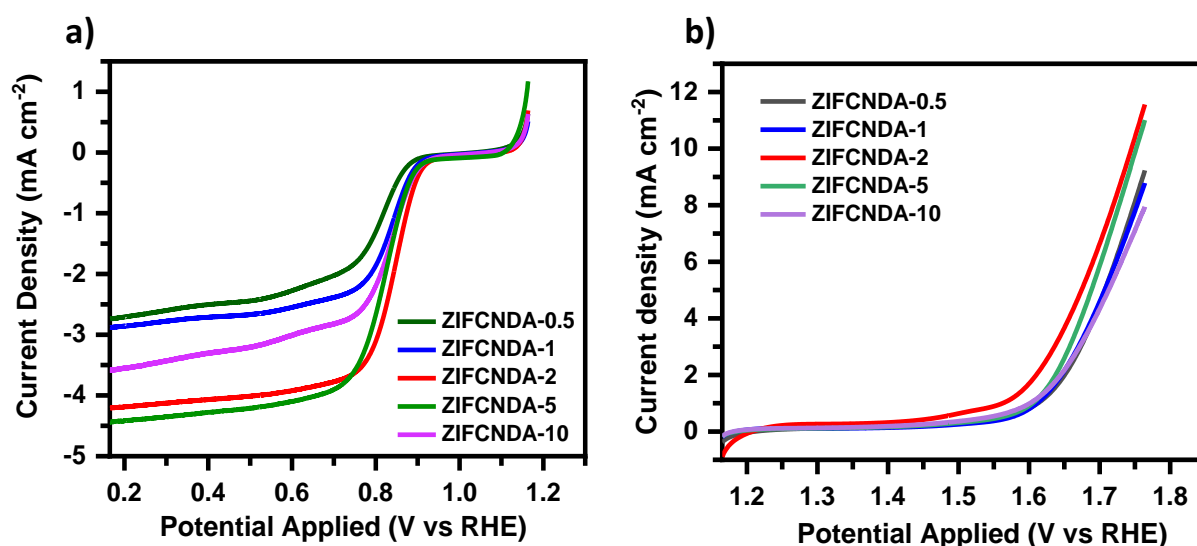 a)
Current Density (mA cm-2)
1
0
-1
-2
-3
-4
-5
ZIFCNDA-0.5
ZIFCNDA-1
ZIFCNDA-2
ZIFCNDA-5
ZIFCNDA-10
0.2 0.4 0.6 0.8 1.0 1.2
Potential Applied (V vs RHE)
b)
Current density (mA cm-2)
12
10
8
6
4
2
0
ZIFCNDA-0.5
ZIFCNDA-1
ZIFCNDA-2
ZIFCNDA-5
ZIFCNDA-10
1.2 1.3 1.4 1.5 1.6 1.7 1.8
Potential Applied (V vs RHE)